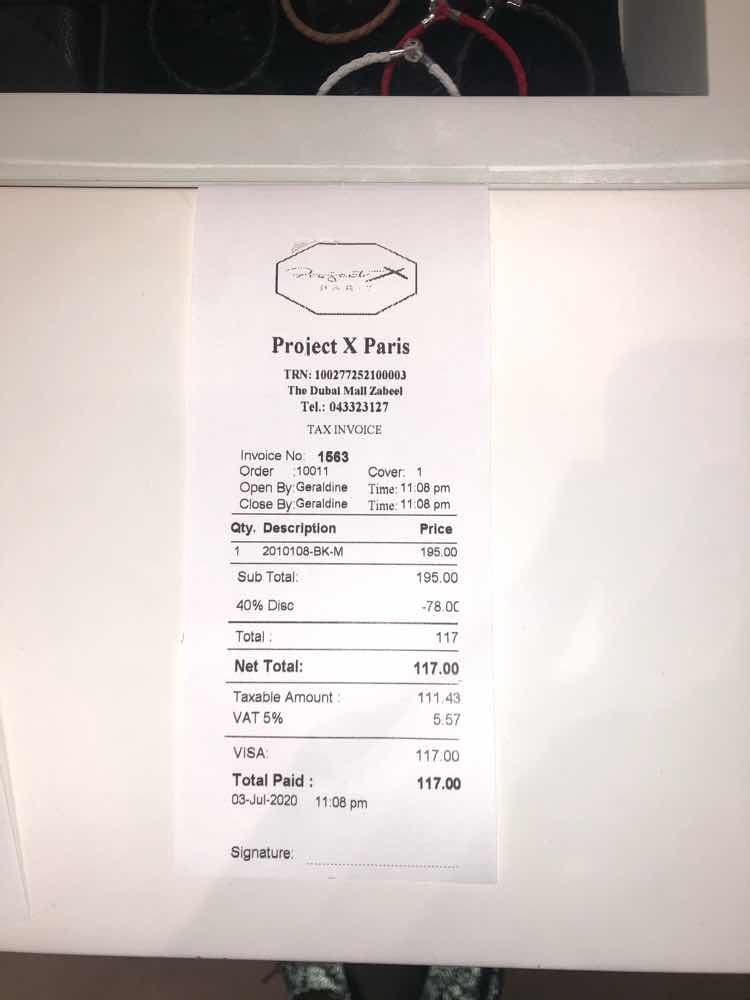 Project X
PARIS
Project X Paris
TRN: 100277252100003
The Dubai Mall Zabeel
Tel.: 043323127
TAX INVOICE
Invoice No: 1563
Order :10011 Cover: 1
Open By:Geraldine Time: 11:08 pm
Close By:Geraldine Time: 11:08 pm
Qty. Description Price
1 2010108-BK-M 195.00
Sub Total: 195.00
40% Disc -78.00
Total : 117
Net Total: 117.00
Taxable Amount : 111.43
VAT 5% 5.57
VISA: 117.00
Total Paid : 117.00
03-Jul-2020 11:08 pm
Signature: